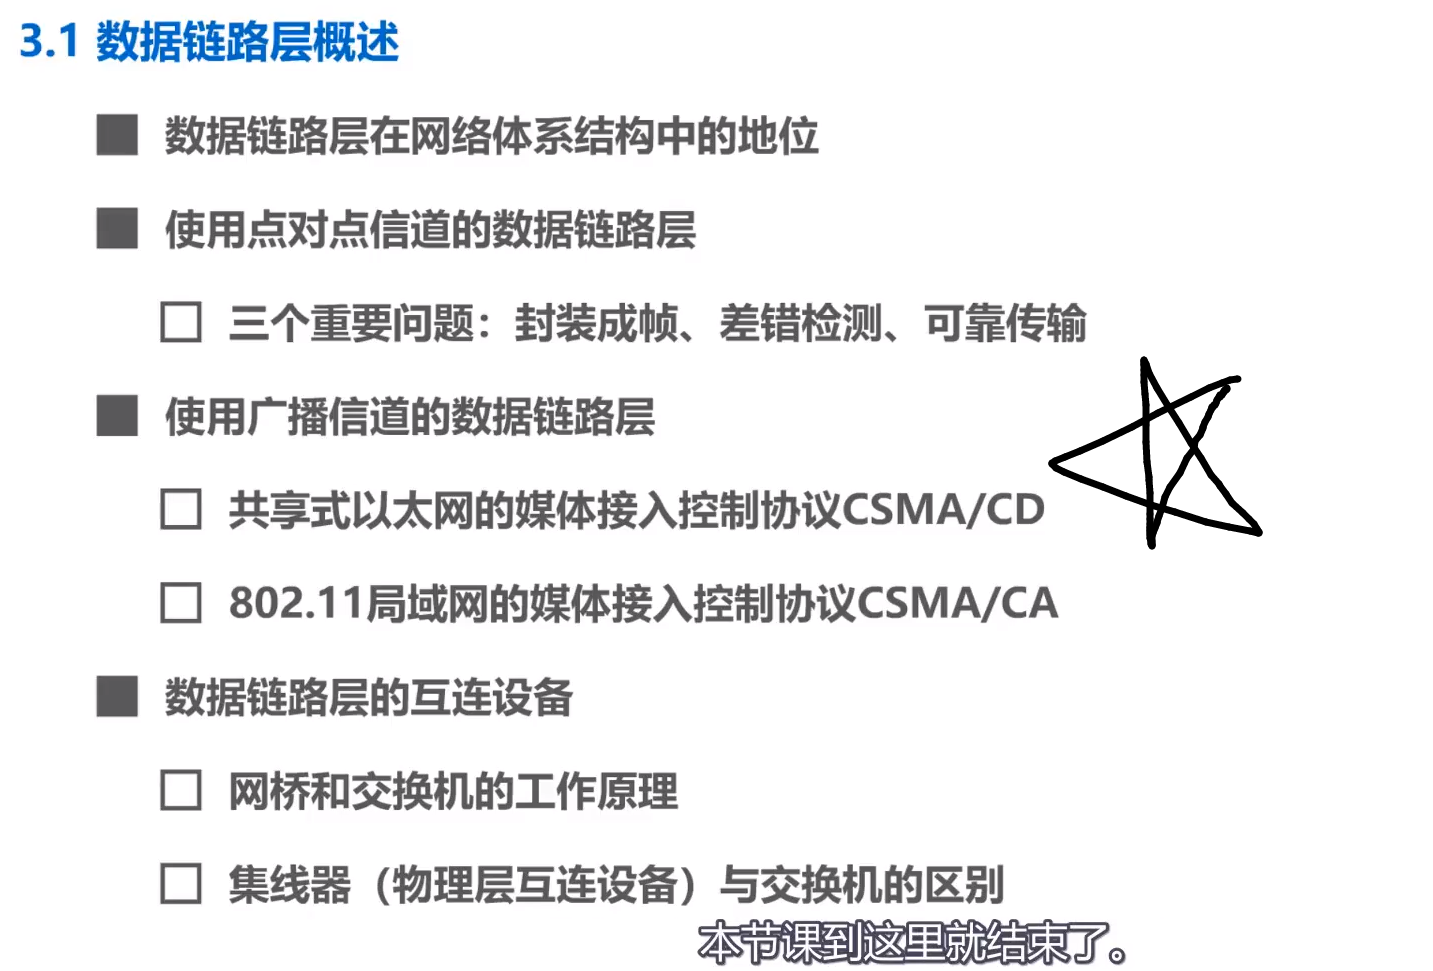 3.1 数据链路层概述
数据链路层在网络体系结构中的地位
使用点对点信道的数据链路层
三个重要问题：封装成帧、差错检测、可靠传输
使用广播信道的数据链路层
共享式以太网的媒体接入控制协议CSMA/CD
802.11局域网的媒体接入控制协议CSMA/CA
数据链路层的互连设备
网桥和交换机的工作原理
集线器（物理层互连设备）与交换机的区别
本节课到这里就结束了。